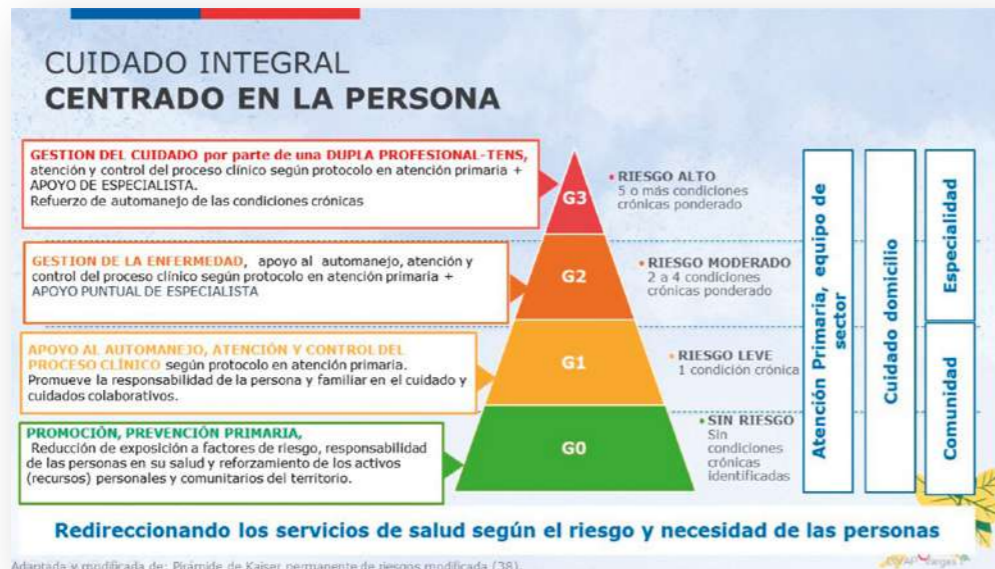 CUIDADO INTEGRAL
CENTRADO EN LA PERSONA
GESTION DEL CUIDADO por parte de una DUPLA PROFESIONAL-TENS,
atención y control del proceso clínico según protocolo en atención primaria +
APOYO DE ESPECIALISTA.
Refuerzo de automanejo de las condiciones crónicas
G3
• RIESGO ALTO
5 o más condiciones
crónicas ponderado
GESTION DE LA ENFERMEDAD, apoyo al automanejo, atención y
control del proceso clínico según protocolo en atención primaria +
APOYO PUNTUAL DE ESPECIALISTA
G2
• RIESGO MODERADO
2 a 4 condiciones
crónicas ponderado
APOYO AL AUTOMANEJO, ATENCIÓN Y CONTROL DEL
PROCESO CLÍNICO según protocolo en atención primaria.
Promueve la responsabilidad de la persona y familiar en el cuidado y
cuidados colaborativos.
G1
• RIESGO LEVE
1 condición crónica
PROMOCIÓN, PREVENCIÓN PRIMARIA,
Reducción de exposición a factores de riesgo, responsabilidad
de las personas en su salud y reforzamiento de los activos
(recursos) personales y comunitarios del territorio.
G0
• SIN RIESGO
Sin
condiciones
crónicas
identificadas
Atención Primaria, equipo de
sector
Cuidado domicilio
Especialidad
Comunidad
Redireccionando los servicios de salud según el riesgo y necesidad de las personas
Adaptada y modificada de: Pirámide de Kaiser permanente de riesgos modificada (38).